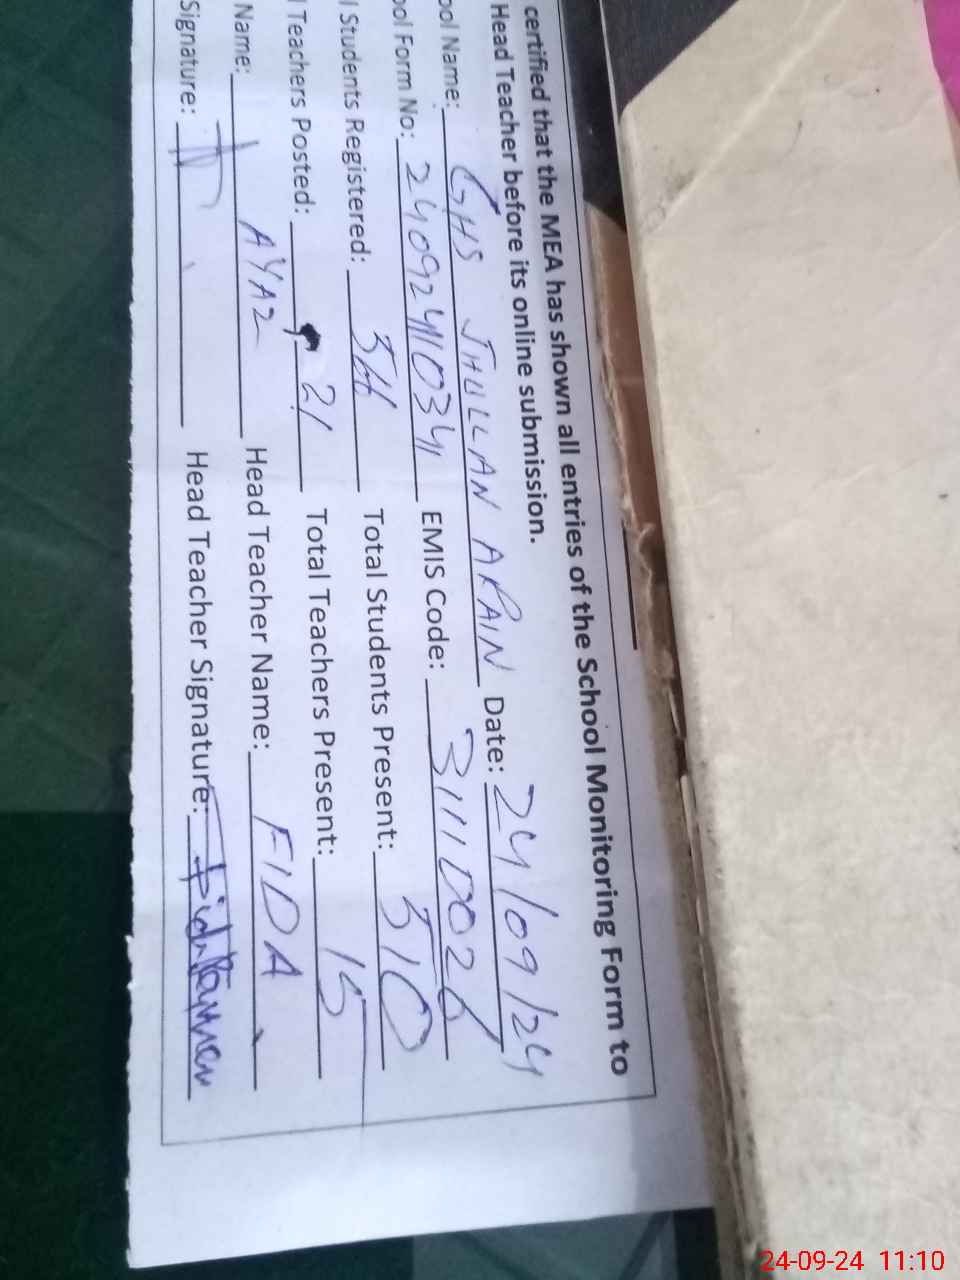 certified that the MEA has shown all entries of the School Monitoring Form to
Head Teacher before its online submission.
ool Name: GHS JHULLAN ARAIN Date: 24/09/24
ool Form No: EMIS Code:
l Students Registered: Total Students Present: 310
l Teachers Posted: 21 Total Teachers Present: 15
Name: AYAZ Head Teacher Name: FIDA
Signature: Head Teacher Signature:
24-09-24 11:10